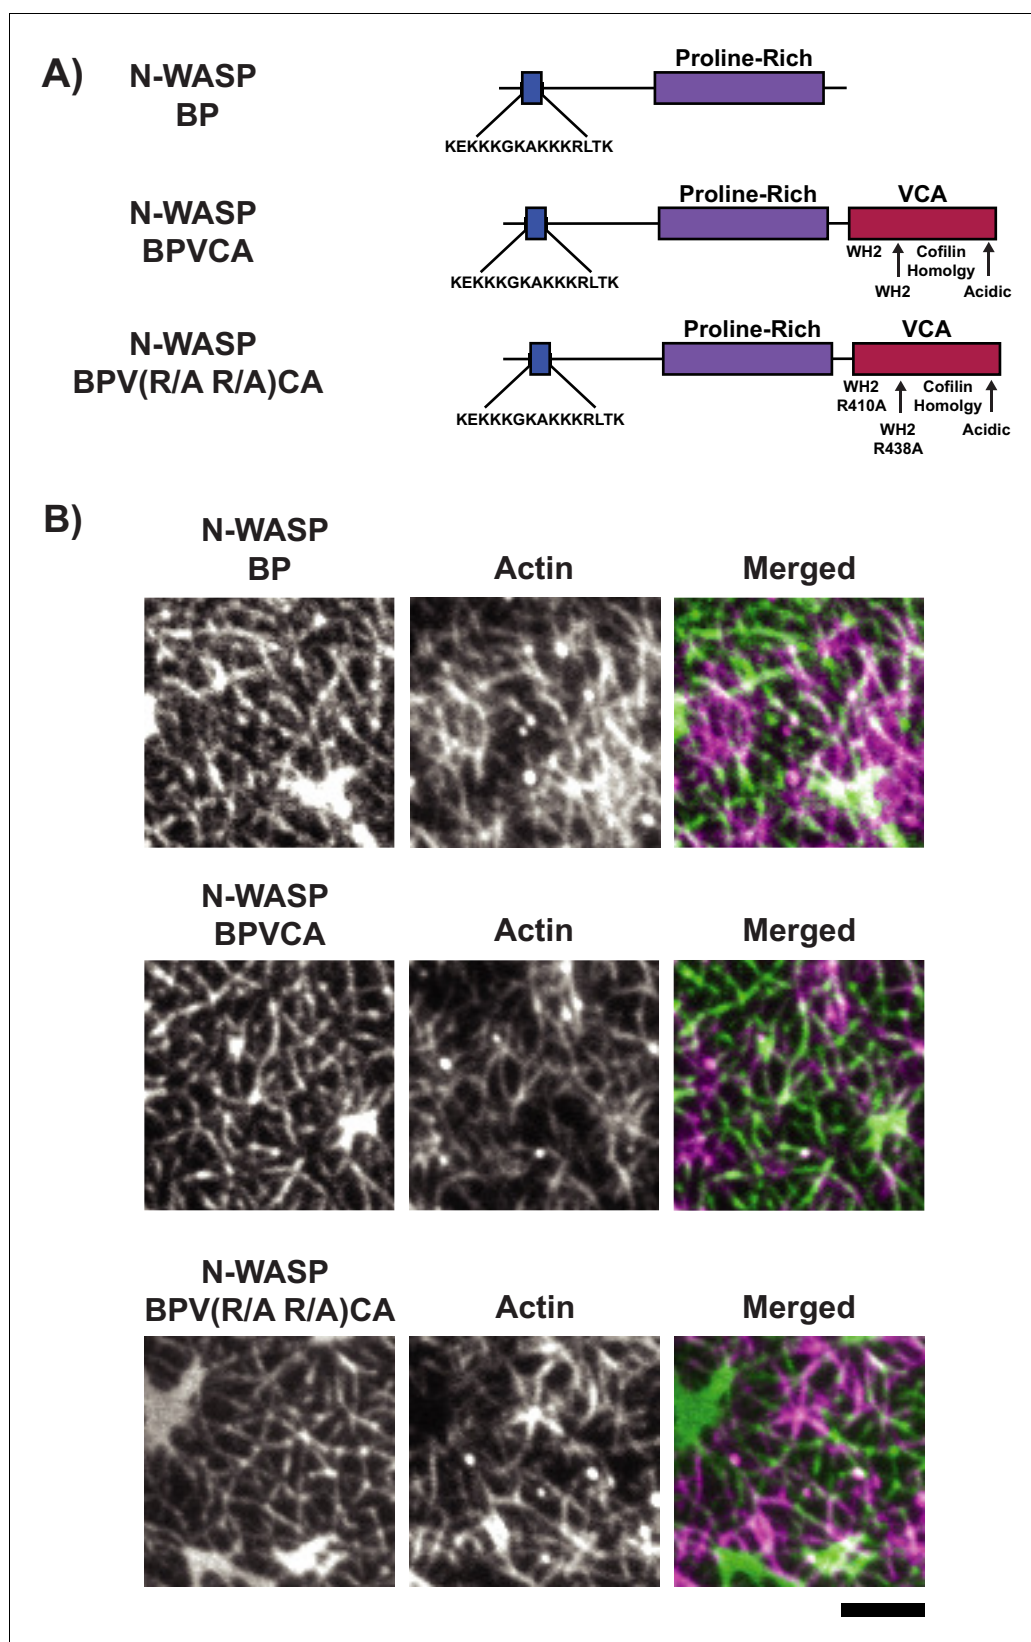 A)
N-WASP
BP
Proline-Rich
KEKKKGKAKKKRLTK
N-WASP
BPVCA
Proline-Rich
VCA
KEKKKGKAKKKRLTK
WH2
Cofilin
Homolgy
WH2
Acidic
N-WASP
BPV(R/A R/A)CA
Proline-Rich
VCA
KEKKKGKAKKKRLTK
WH2
R410A
Cofilin
Homolgy
WH2
R438A
Acidic
B)
N-WASP
BP
Actin
Merged
N-WASP
BPVCA
Actin
Merged
N-WASP
BPV(R/A R/A)CA
Actin
Merged